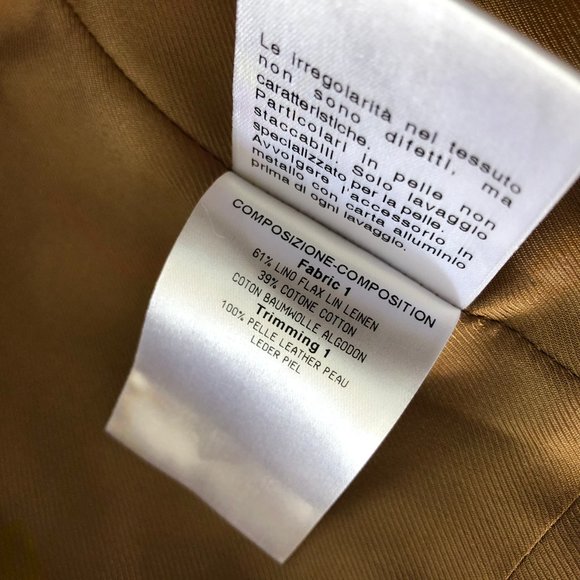 Le irregolarità nel tessuto
non sono difetti, ma
caratteristiche.
Particolari in pelle non
staccabili. Solo lavaggio
specializzato per la pelle.
Avvolgere l'accessorio in
metallo con carta alluminio
prima di ogni lavaggio.
COMPOSIZIONE-COMPOSITION
Fabric 1
61% LINO FLAX LIN LEINEN
39% COTONE COTTON
COTON BAUMWOLLE ALGODON
Trimming 1
100% PELLE LEATHER PEAU
LEDER PIEL